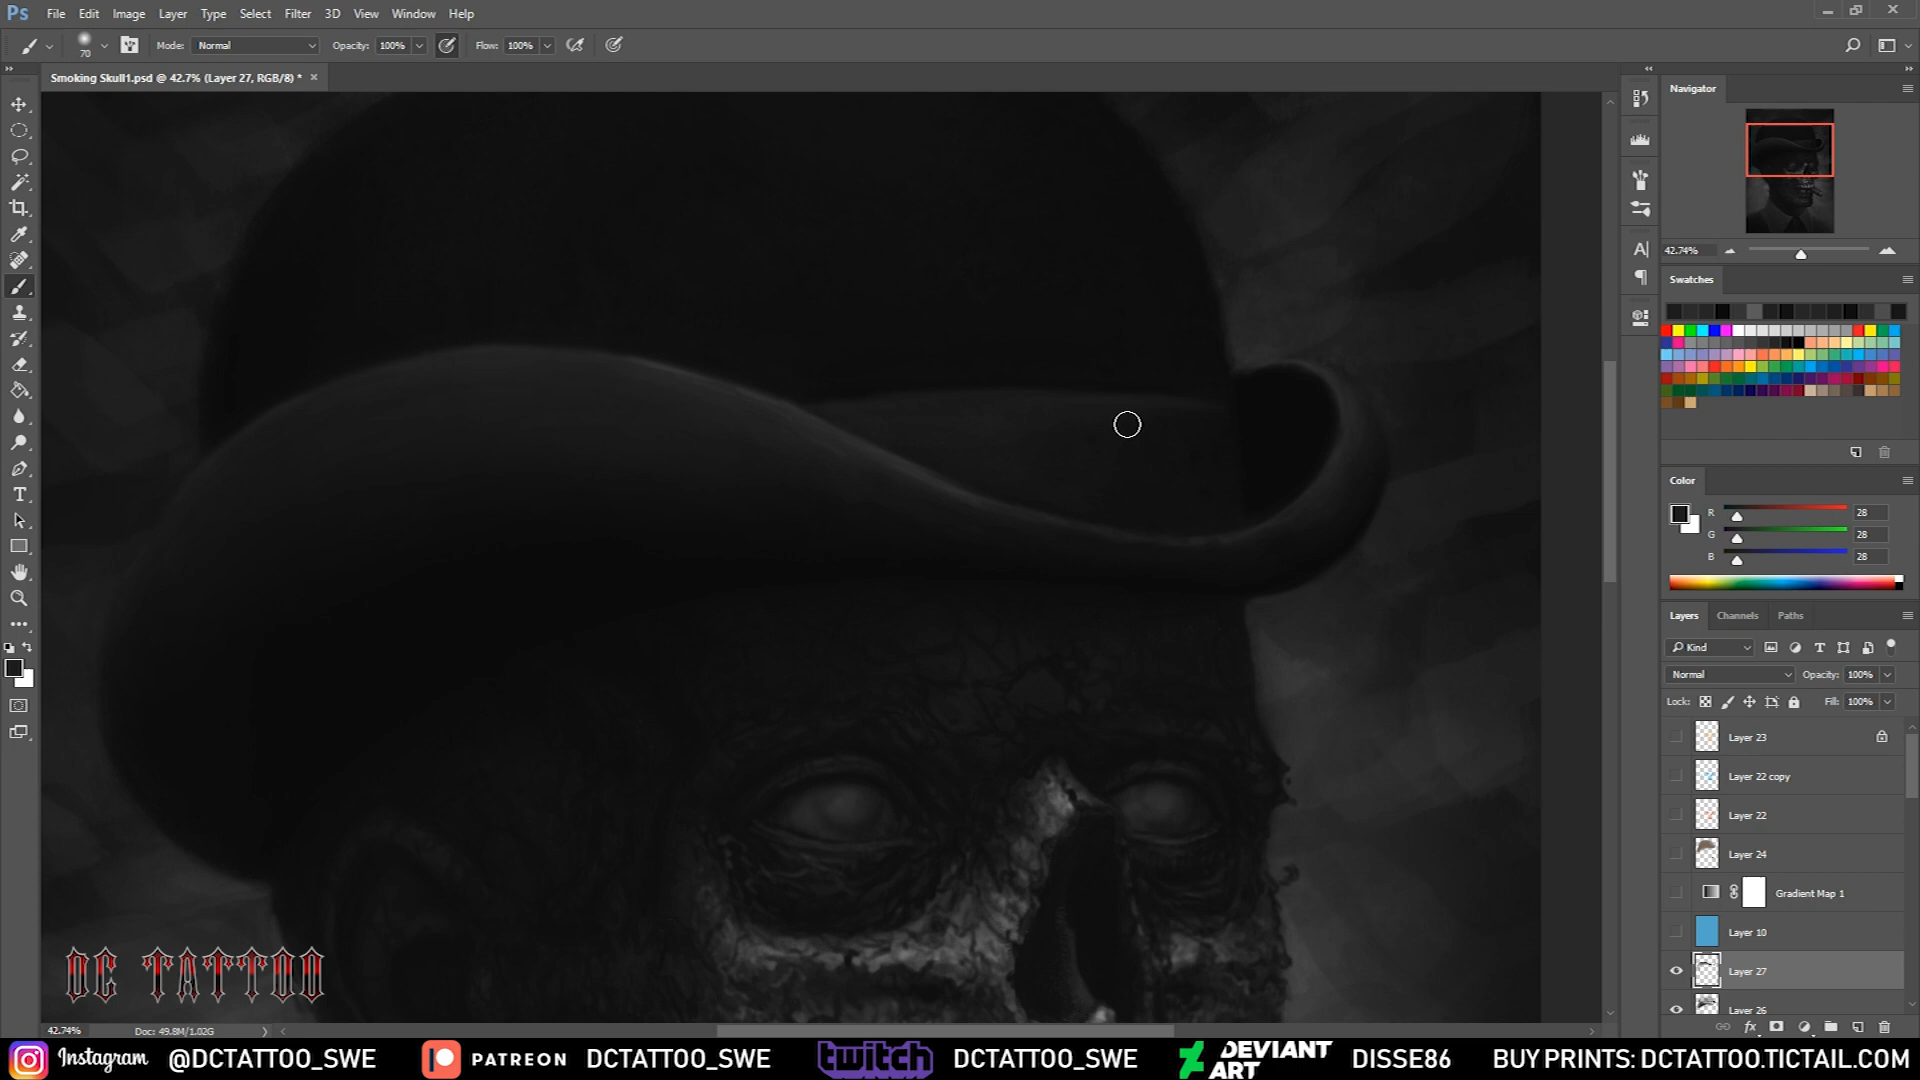 Ps File Edit Image Layer Type Select Filter 3D View Window Help
70 Mode: Normal Opacity: 100% Flow: 100%
Smoking Skull1.psd @ 42.7% (Layer 27, RGB/8) * ×
Navigator
42.74%
Swatches
Color
R 28
G 28
B 28
Layers Channels Paths
Kind
Normal Opacity: 100%
Lock: Fill: 100%
Layer 23
Layer 22 copy
Layer 22
Layer 24
Gradient Map 1
Layer 10
Layer 27
Layer 26
DC TATTOO
42.74% Doc: 49.8M/1.02G
Instagram @DCTATTOO_SWE PATREON DCTATTOO_SWE twitch DCTATTOO_SWE DEVIANT ART DISSE86 BUY PRINTS: DCTATTOO.TICTAIL.COM